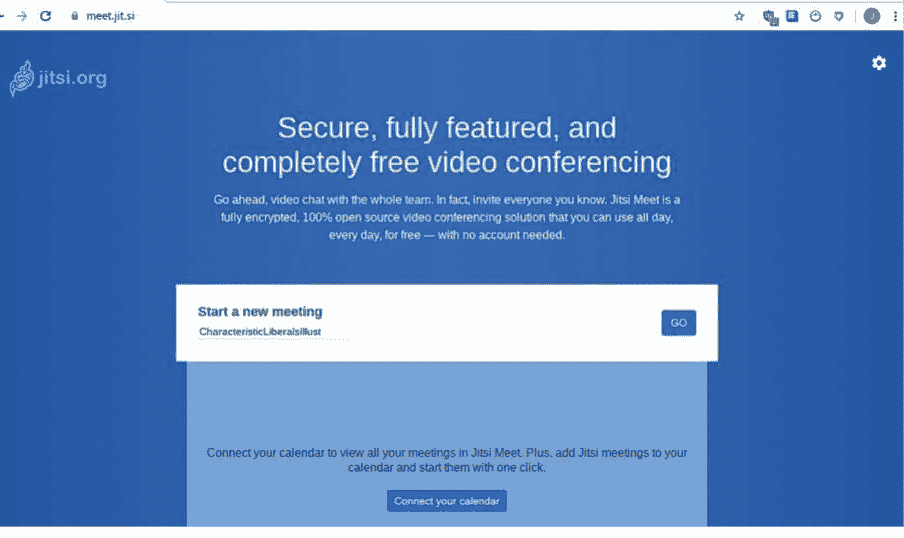 meet.jit.si
J
jitsi.org
Secure, fully featured, and
completely free video conferencing
Go ahead, video chat with the whole team. In fact, invite everyone you know. Jitsi Meet is a
fully encrypted, 100% open source video conferencing solution that you can use all day,
every day, for free — with no account needed.
Start a new meeting
GO
Connect your calendar to view all your meetings in Jitsi Meet. Plus, add Jitsi meetings to your
calendar and start them with one click.
Connect your calendar